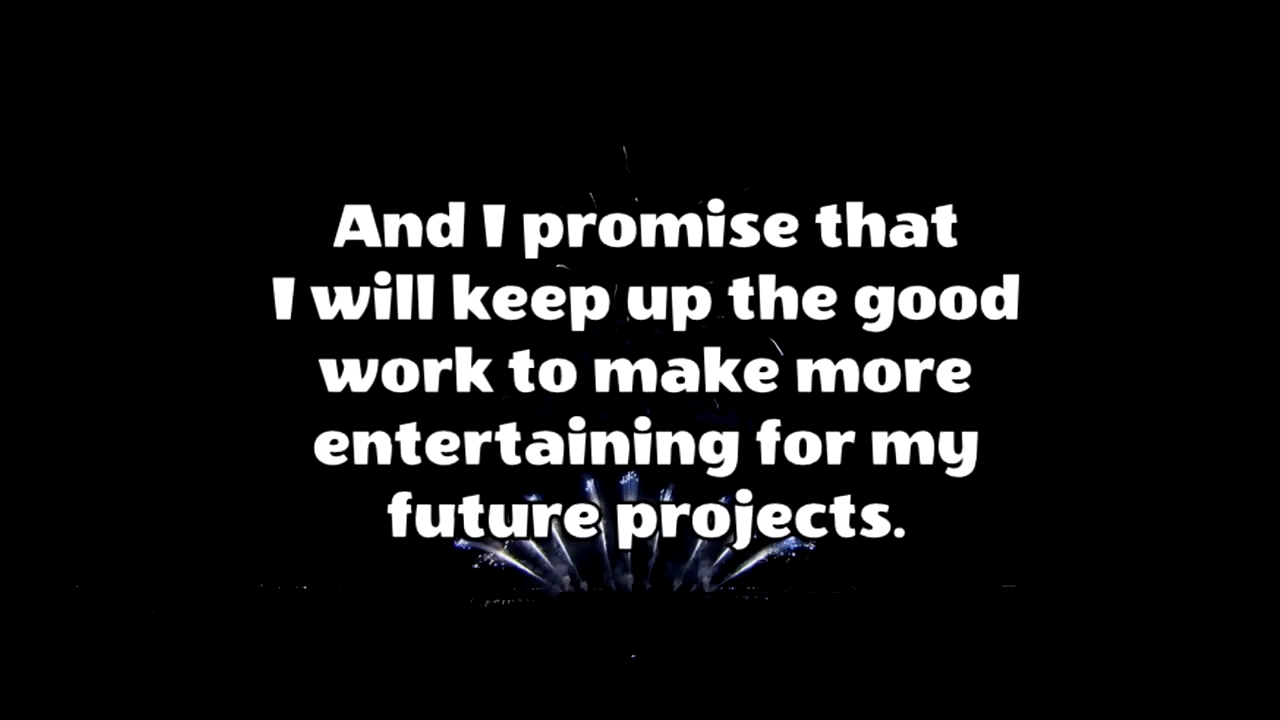 And I promise that
I will keep up the good
work to make more
entertaining for my
future projects.